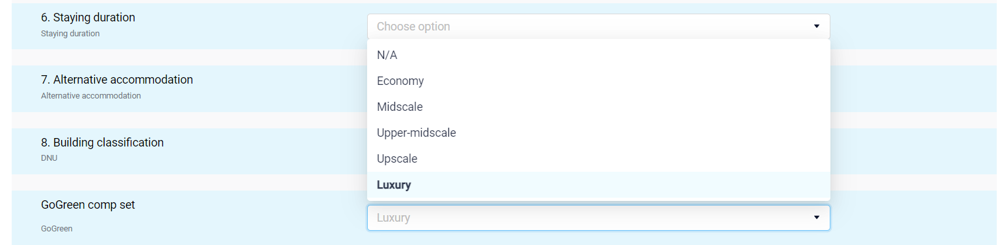 6. Staying duration
Staying duration
Choose option
N/A
Economy
Midscale
Upper-midscale
Upscale
Luxury
7. Alternative accommodation
Alternative accommodation
8. Building classification
DNU
GoGreen comp set
GoGreen
Luxury